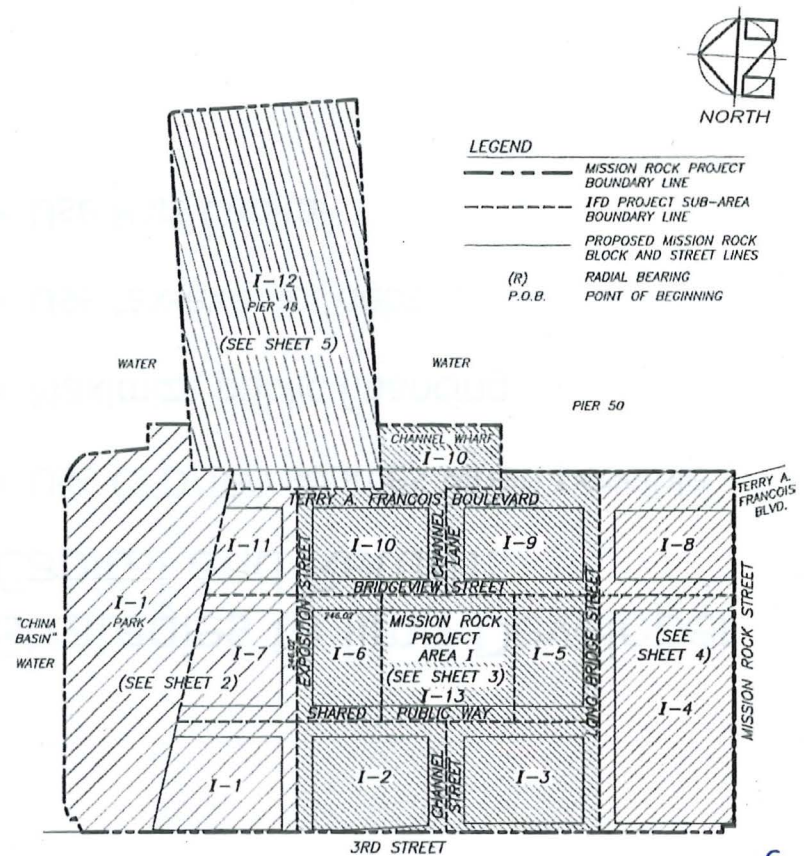 NORTH
LEGEND
MISSION ROCK PROJECT
BOUNDARY LINE
IFD PROJECT SUB-AREA
BOUNDARY LINE
PROPOSED MISSION ROCK
BLOCK AND STREET LINES
(R) RADIAL BEARING
P.O.B. POINT OF BEGINNING
I-12
PIER 48
(SEE SHEET 5)
WATER
WATER
PIER 50
CHANNEL WHARF
I-10
TERRY A.
FRANCOIS
BLVD.
TERRY A. FRANCOIS BOULEVARD
I-11
EXPOSITION STREET
I-10
CHANNEL
LANE
I-9
I-8
BRIDGEVIEW STREET
I-1
PARK
"CHINA
BASIN"
WATER
(SEE SHEET 2)
I-7
246.02'
246.02'
I-6
MISSION ROCK
PROJECT
AREA I
(SEE SHEET 3)
I-13
I-5
LONG BRIDGE STREET
(SEE
SHEET 4)
I-4
MISSION ROCK STREET
SHARED PUBLIC WAY
I-1
I-2
CHANNEL
STREET
I-3
3RD STREET